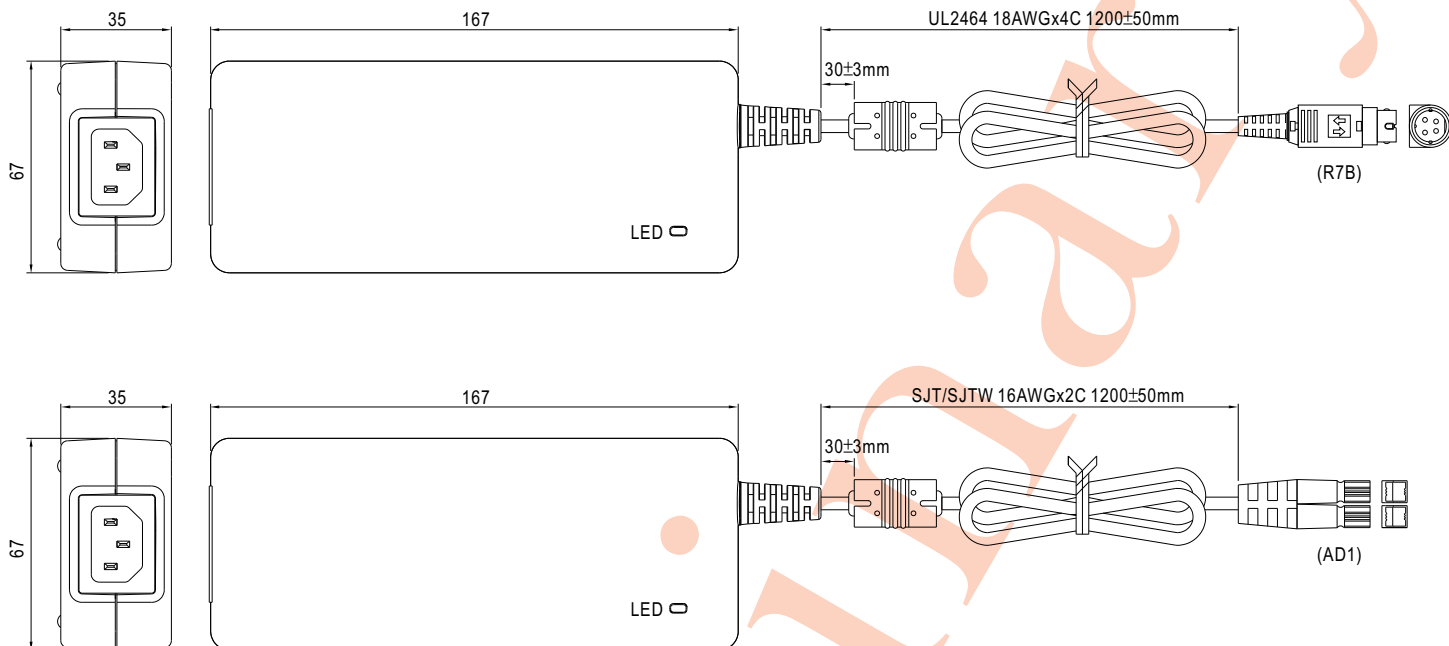 35
167
UL2464 18AWGx4C 1200±50mm
30±3mm
67
(R7B)
LED
35
167
SJT/SJTW 16AWGx2C 1200±50mm
30±3mm
67
(AD1)
LED